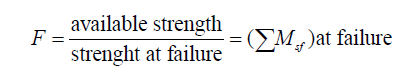 F = available strength / strenght at failure = (∑M_sf) at failure